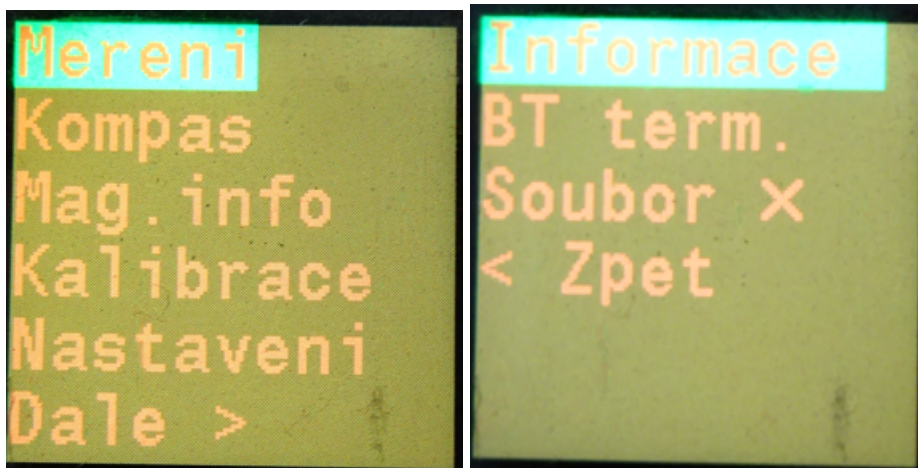 Mereni
Kompas
Mag.info
Kalibrace
Nastaveni
Dale >
Informace
BT term.
Soubor ×
< Zpet